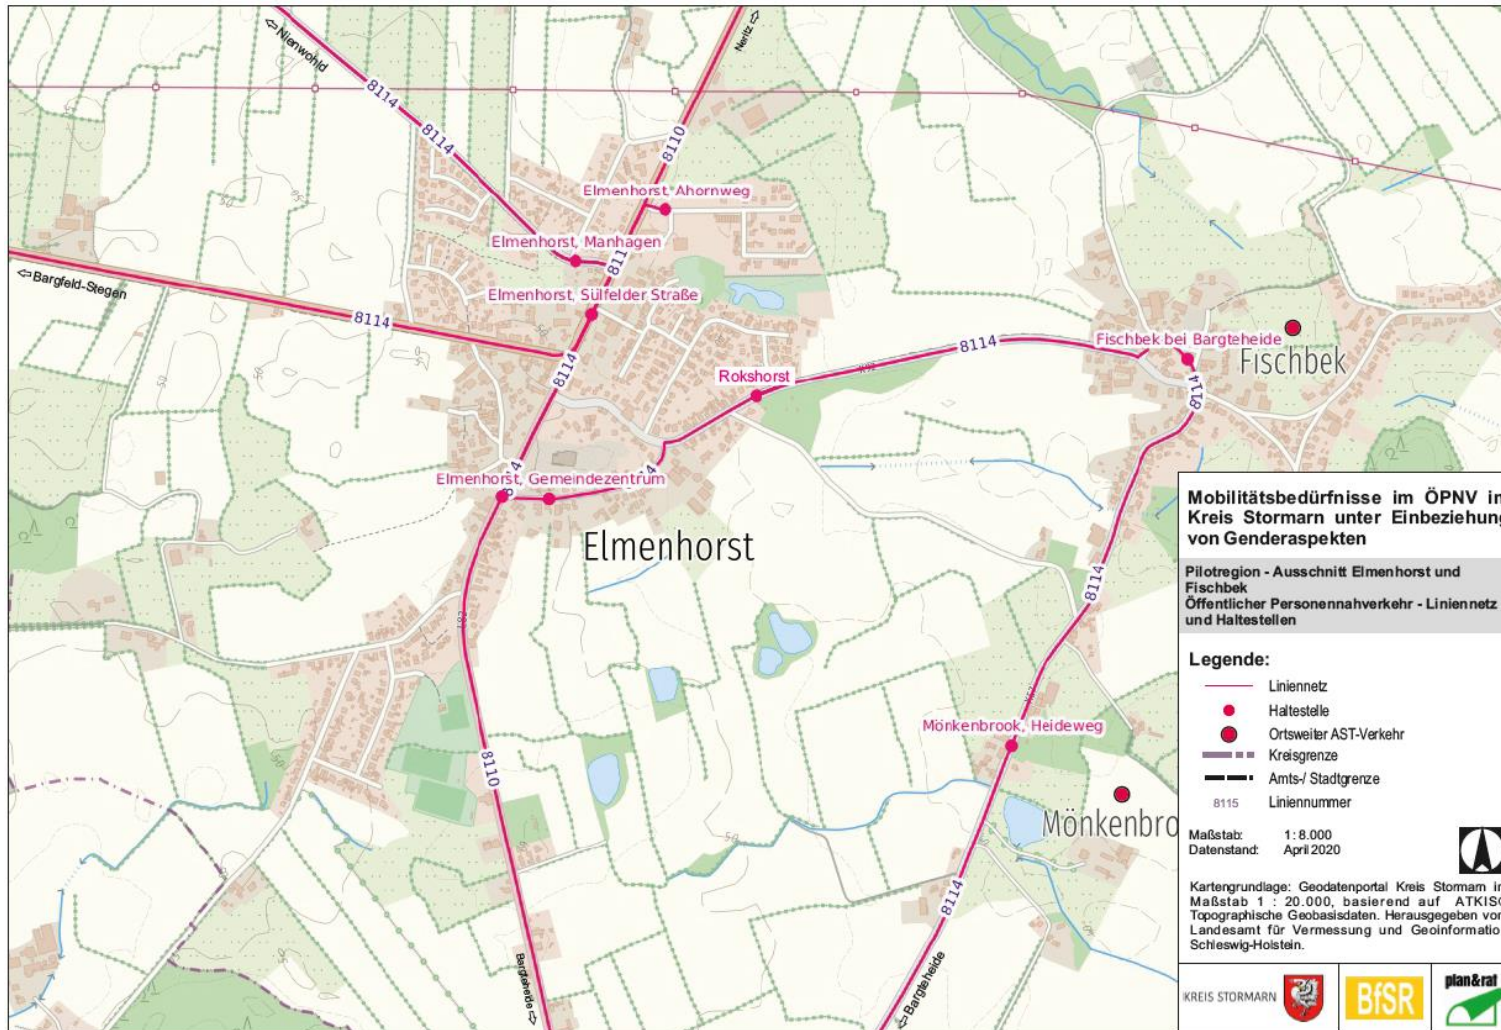 Nienwohld
Neritz
8114
8114
8110
Elmenhorst, Ahornweg
Elmenhorst, Manhagen
811
Bargfeld-Stegen
Elmenhorst, Sülfelder Straße
8114
8114
8114
Fischbek bei Bargteheide
Fischbek
Rokshorst
8114
Elmenhorst, Gemeindezentrum
Elmenhorst
8114
L82
8110
Mönkenbrook, Heideweg
Mönkenbro
8114
Bargteheide
Bargteheide
Mobilitätsbedürfnisse im ÖPNV im
Kreis Stormarn unter Einbeziehung
von Genderaspekten
Pilotregion - Ausschnitt Elmenhorst und
Fischbek
Öffentlicher Personennahverkehr - Liniennetz
und Haltestellen
Legende:
Liniennetz
Haltestelle
Ortsweiter AST-Verkehr
Kreisgrenze
Amts-/ Stadtgrenze
8115 Liniennummer
Maßstab: 1: 8.000
Datenstand: April 2020
Kartengrundlage: Geodatenportal Kreis Stormarn im
Maßstab 1 : 20.000, basierend auf ATKIS®
Topographische Geobasisdaten. Herausgegeben vom
Landesamt für Vermessung und Geoinformatio
Schleswig-Holstein.
KREIS STORMARN
BfSR
plan&rat